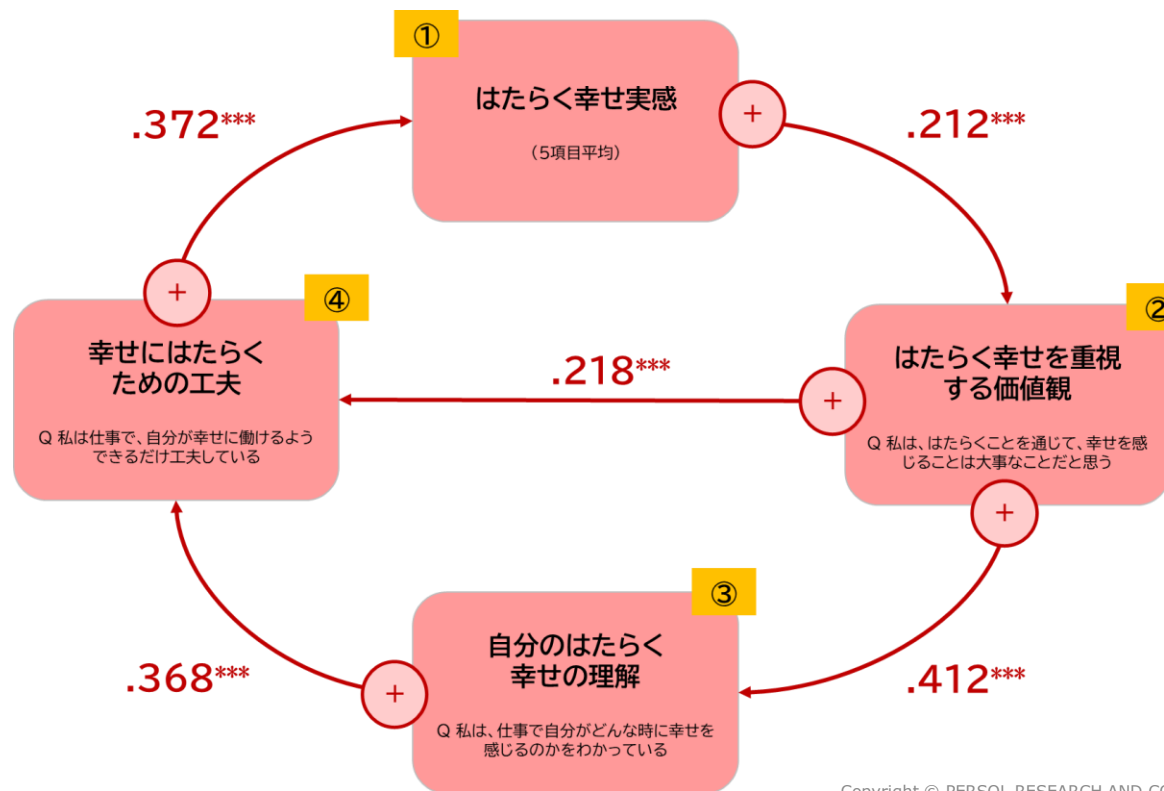 ①
はたらく幸せ実感
（5項目平均）
+
.372***
.212***
+
④
幸せにはたらく
ための工夫
Q 私は仕事で、自分が幸せに働けるよう
できるだけ工夫している
.218***
+
②
はたらく幸せを重視
する価値観
Q 私は、はたらくことを通じて、幸せを感
じることは大事なことだと思う
+
③
自分のはたらく
幸せの理解
Q 私は、仕事で自分がどんな時に幸せを
感じるのかをわかっている
+
.368***
.412***
Copyright © PERSOL RESEARCH AND